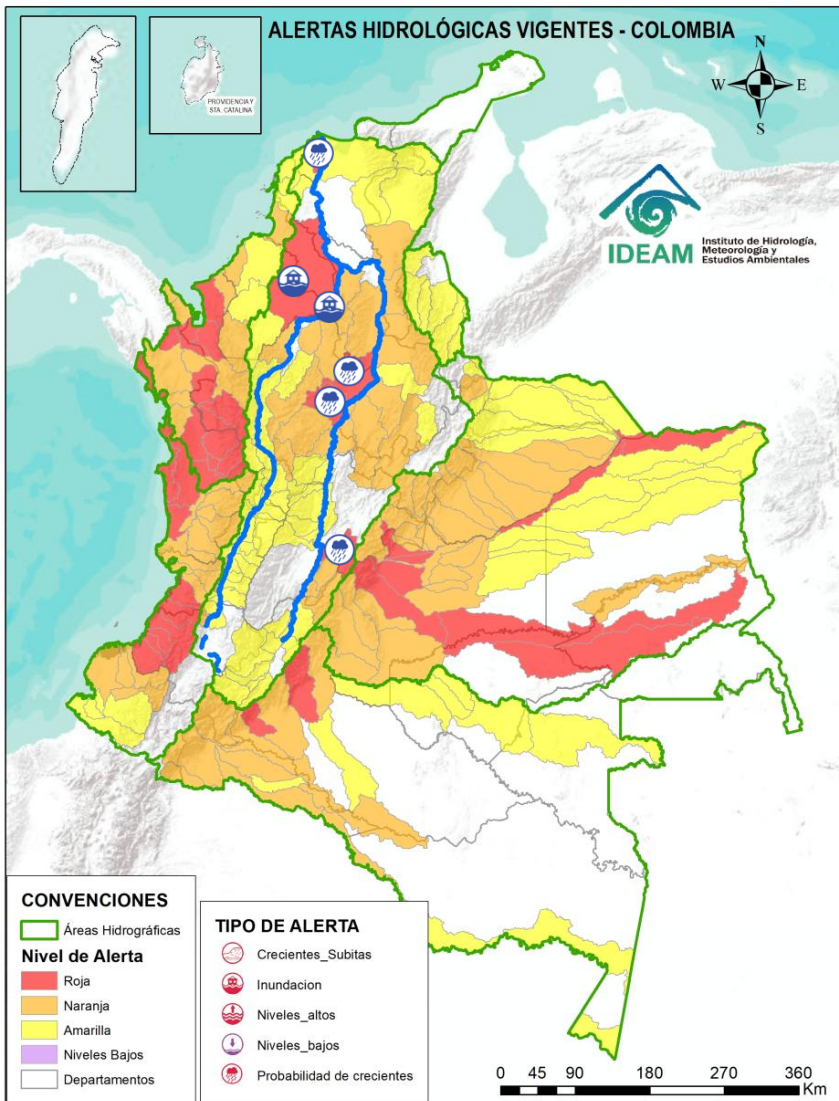 ALERTAS HIDROLÓGICAS VIGENTES - COLOMBIA
PROVIDENCIA Y
STA. CATALINA
N
W
E
S
IDEAM
Instituto de Hidrología,
Meteorología y
Estudios Ambientales
CONVENCIONES
Áreas Hidrográficas
Nivel de Alerta
Roja
Naranja
Amarilla
Niveles Bajos
Departamentos
TIPO DE ALERTA
Crecientes_Subitas
Inundacion
Niveles_altos
Niveles_bajos
Probabilidad de crecientes
0 45 90 180 270 360
Km